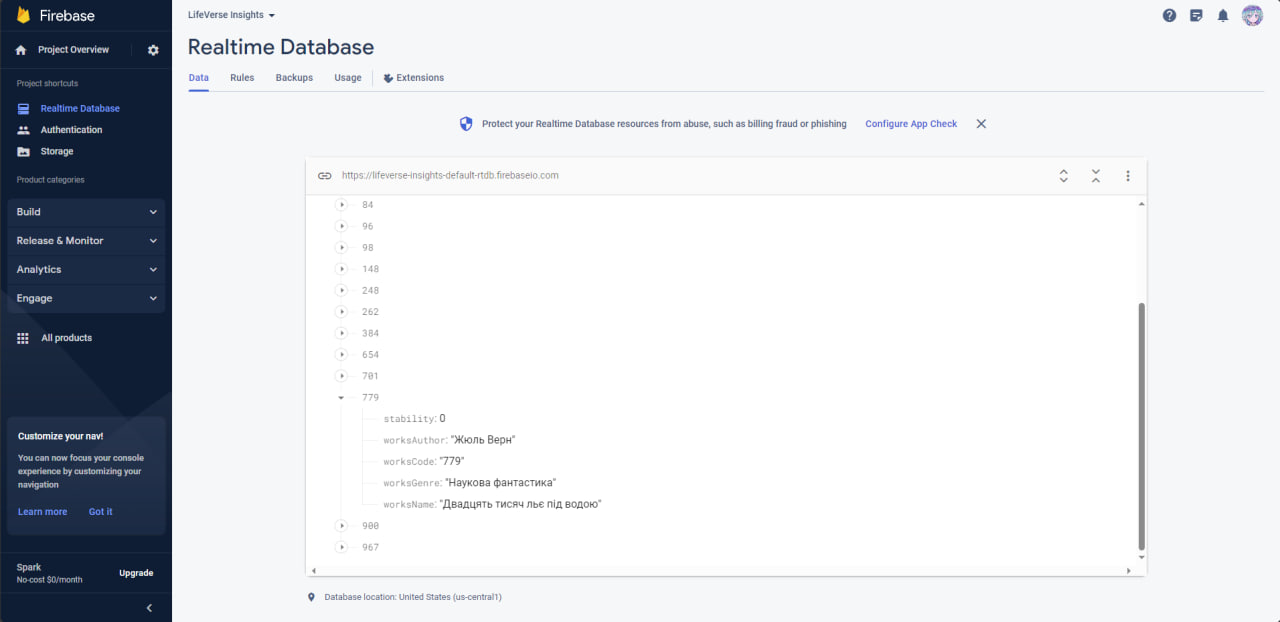 Firebase
Project Overview
Project shortcuts
Realtime Database
Authentication
Storage
Product categories
Build
Release & Monitor
Analytics
Engage
All products
Customize your nav!
You can now focus your console
experience by customizing your
navigation
Learn more Got it
Spark
No-cost $0/month
Upgrade
LifeVerse Insights
Realtime Database
Data Rules Backups Usage Extensions
Protect your Realtime Database resources from abuse, such as billing fraud or phishing Configure App Check
https://lifeverse-insights-default-rtdb.firebaseio.com
84
96
98
148
248
262
384
654
701
779
stability: 0
worksAuthor: "Жюль Верн"
worksCode: "779"
worksGenre: "Наукова фантастика"
worksName: "Двадцять тисяч льє під водою"
900
967
Database location: United States (us-central1)